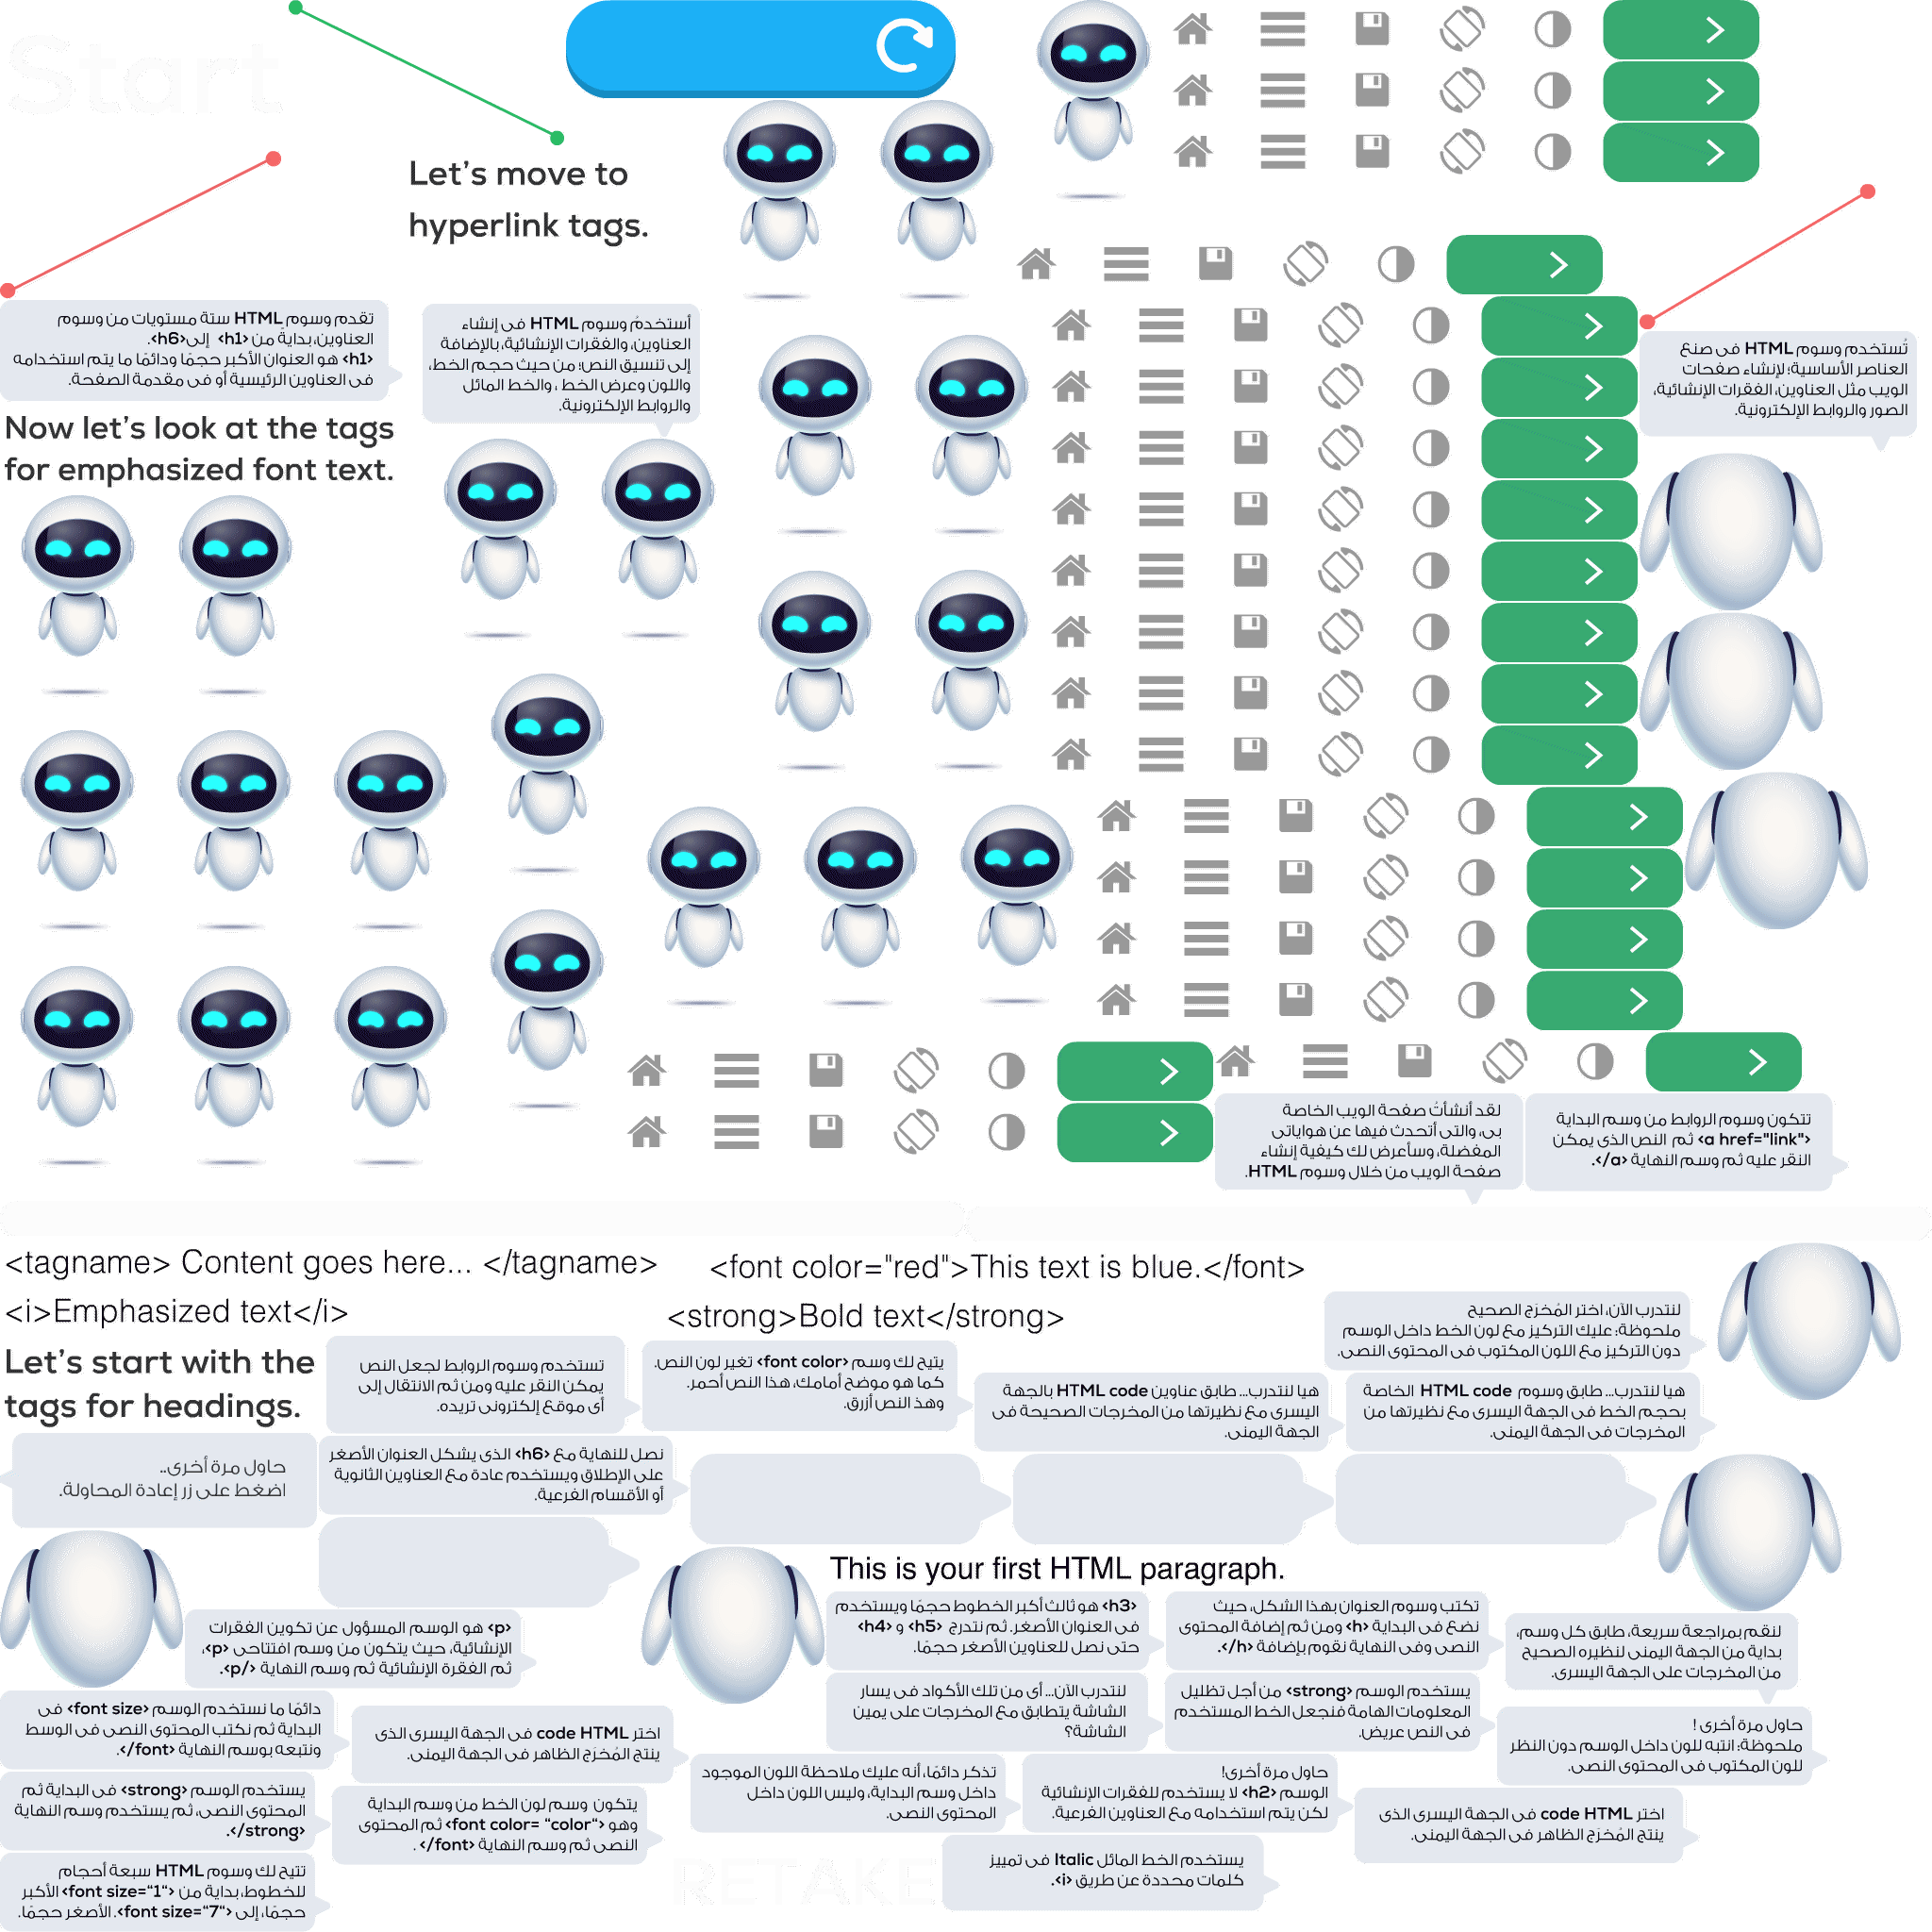 Start
Let's move to
hyperlink tags.
تقدم وسوم HTML ستة مستويات من وسوم
العناوين، بدايةً من <h1> إلى <h6>.
<h1> هو العنوان الأكبر حجمًا ودائمًا ما يتم استخدامه
في العناوين الرئيسية أو في مقدمة الصفحة.
أستخدمُ وسوم HTML في إنشاء
العناوين، والفقرات الإنشائية، بالإضافة
إلى تنسيق النص؛ من حيث حجم الخط،
واللون وعرض الخط ، والخط المائل
والروابط الإلكترونية.
تُستخدم وسوم HTML في صنع
العناصر الأساسية؛ لإنشاء صفحات
الويب مثل العناوين، الفقرات الإنشائية،
الصور والروابط الإلكترونية.
Now let's look at the tags
for emphasized font text.
لقد أنشأتُ صفحة الويب الخاصة
بي، والتي أتحدث فيها عن هواياتي
المفضلة، وسأعرض لك كيفية إنشاء
صفحة الويب من خلال وسوم HTML.
تتكون وسوم الروابط من وسم البداية
<a href="link"> ثم النص الذي يمكن
النقر عليه ثم وسم النهاية </a>.
<tagname> Content goes here... </tagname>
<font color="red">This text is blue.</font>
<i>Emphasized text</i>
<strong>Bold text</strong>
لنتدرب الآن، اختر المُخرَج الصحيح
ملحوظة: عليك التركيز مع لون الخط داخل الوسم
دون التركيز مع اللون المكتوب في المحتوى النصي.
Let's start with the
tags for headings.
تستخدم وسوم الروابط لجعل النص
يمكن النقر عليه ومن ثم الانتقال إلى
أي موقع إلكتروني تريده.
يتيح لك وسم <font color> تغير لون النص.
كما هو موضح أمامك، هذا النص أحمر.
وهذ النص أزرق.
هيا لنتدرب... طابق عناوين HTML code بالجهة
اليسرى مع نظيرتها من المخرجات الصحيحة في
الجهة اليمنى.
هيا لنتدرب... طابق وسوم HTML code الخاصة
بحجم الخط في الجهة اليسرى مع نظيرتها من
المخرجات في الجهة اليمنى.
حاول مرة أخرى..
اضغط على زر إعادة المحاولة.
نصل للنهاية مع <h6> الذي يشكل العنوان الأصغر
على الإطلاق ويستخدم عادة مع العناوين الثانوية
أو الأقسام الفرعية.
This is your first HTML paragraph.
<p> هو الوسم المسؤول عن تكوين الفقرات
الإنشائية، حيث يتكون من وسم افتتاحي <p>،
ثم الفقرة الإنشائية ثم وسم النهاية </p>.
<h3> هو ثالث أكبر الخطوط حجمًا ويستخدم
في العنوان الأصغر. ثم نتدرج <h5> و <h4>
حتى نصل للعناوين الأصغر حجمًا.
تكتب وسوم العنوان بهذا الشكل، حيث
نضع في البداية <h> ومن ثم إضافة المحتوى
النصي وفي النهاية نقوم بإضافة </h>.
لنقم بمراجعة سريعة، طابق كل وسم،
بداية من الجهة اليمنى لنظيره الصحيح
من المخرجات على الجهة اليسرى.
دائمًا ما نستخدم الوسم <font size> في
البداية ثم نكتب المحتوى النصي في الوسط
ونتبعه بوسم النهاية </font>.
اختر code HTML في الجهة اليسرى الذي
ينتج المُخرَج الظاهر في الجهة اليمنى.
لنتدرب الآن... أي من تلك الأكواد في يسار
الشاشة يتطابق مع المخرجات على يمين
الشاشة؟
يستخدم الوسم <strong> من أجل تظليل
المعلومات الهامة فنجعل الخط المستخدم
في النص عريض.
حاول مرة أخرى !
ملحوظة: انتبه للون داخل الوسم دون النظر
للون المكتوب في المحتوى النصي.
يستخدم الوسم <strong> في البداية ثم
المحتوى النصي، ثم يستخدم وسم النهاية
</strong>.
يتكون وسم لون الخط من وسم البداية
وهو <font color= "color"> ثم المحتوى
النصي ثم وسم النهاية </font> .
تذكر دائمًا، أنه عليك ملاحظة اللون الموجود
داخل وسم البداية، وليس اللون داخل
المحتوى النصي.
حاول مرة أخرى!
الوسم <h2> لا يستخدم للفقرات الإنشائية
لكن يتم استخدامه مع العناوين الفرعية.
اختر code HTML في الجهة اليسرى الذي
ينتج المُخرَج الظاهر في الجهة اليمنى.
تتيح لك وسوم HTML سبعة أحجام
للخطوط، بداية من <font size="1"> الأكبر
حجمًا، إلى <font size="7">. الأصغر حجمًا.
RETAKE
يستخدم الخط المائل Italic في تمييز
كلمات محددة عن طريق <i>.